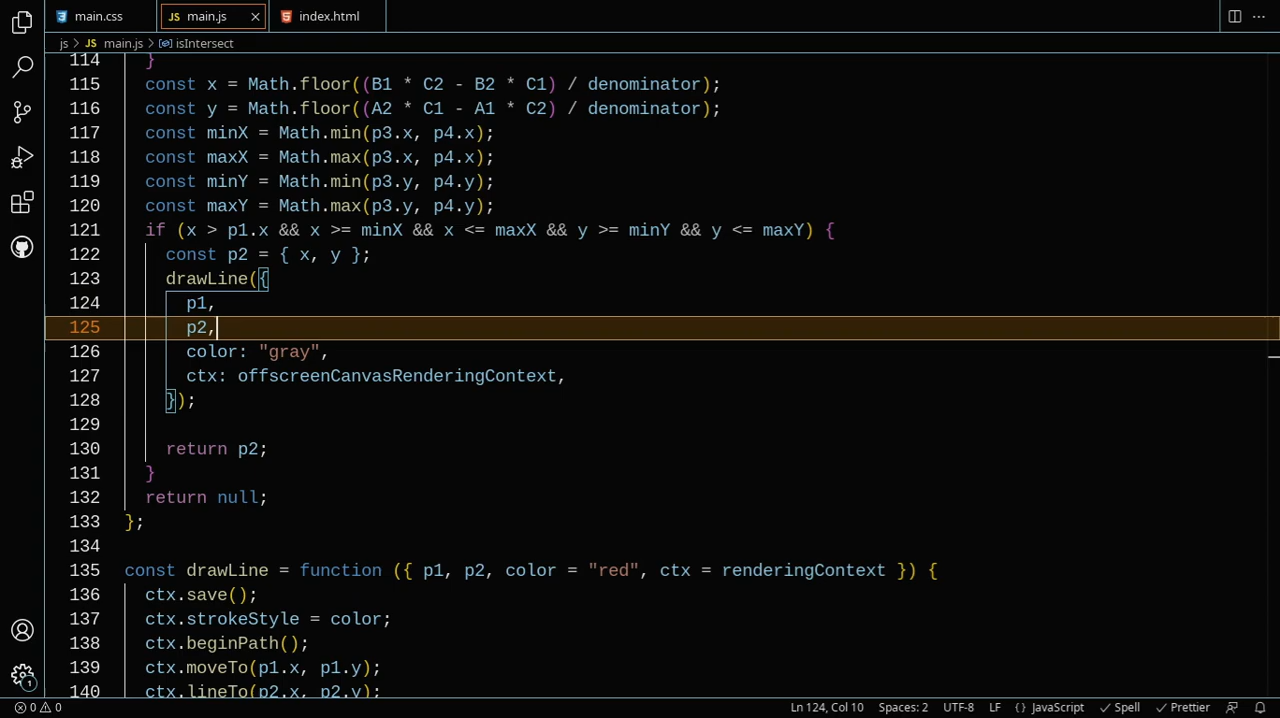 main.css
JS main.js
index.html
js > JS main.js > isIntersect
114 }
115 const x = Math.floor((B1 * C2 - B2 * C1) / denominator);
116 const y = Math.floor((A2 * C1 - A1 * C2) / denominator);
117 const minX = Math.min(p3.x, p4.x);
118 const maxX = Math.max(p3.x, p4.x);
119 const minY = Math.min(p3.y, p4.y);
120 const maxY = Math.max(p3.y, p4.y);
121 if (x > p1.x && x >= minX && x <= maxX && y >= minY && y <= maxY) {
122 const p2 = { x, y };
123 drawLine({
124 p1,
125 p2,
126 color: "gray",
127 ctx: offscreenCanvasRenderingContext,
128 });
129
130 return p2;
131 }
132 return null;
133 };
134
135 const drawLine = function ({ p1, p2, color = "red", ctx = renderingContext }) {
136 ctx.save();
137 ctx.strokeStyle = color;
138 ctx.beginPath();
139 ctx.moveTo(p1.x, p1.y);
140 ctx.lineTo(p2.x, p2.y);
1
0 0 Ln 124, Col 10 Spaces: 2 UTF-8 LF {} JavaScript Spell Prettier